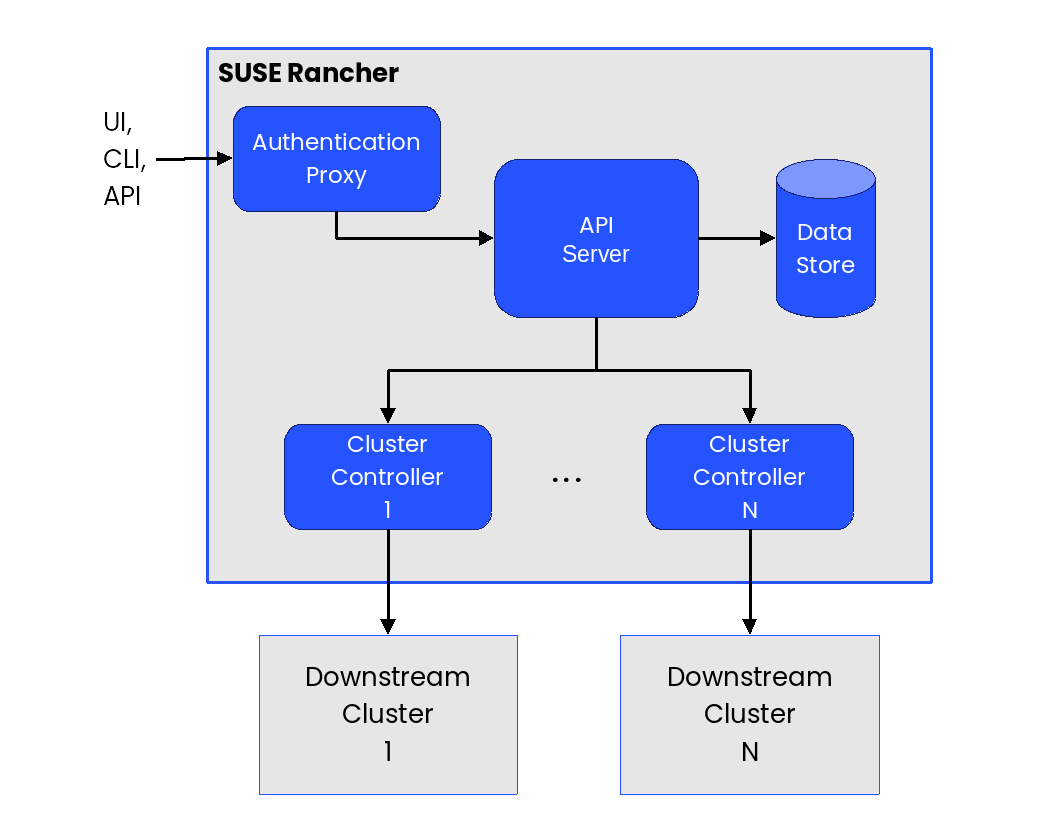 SUSE Rancher
UI,
CLI,
API
Authentication
Proxy
API
Server
Data
Store
Cluster
Controller
1
...
Cluster
Controller
N
Downstream
Cluster
1
Downstream
Cluster
N